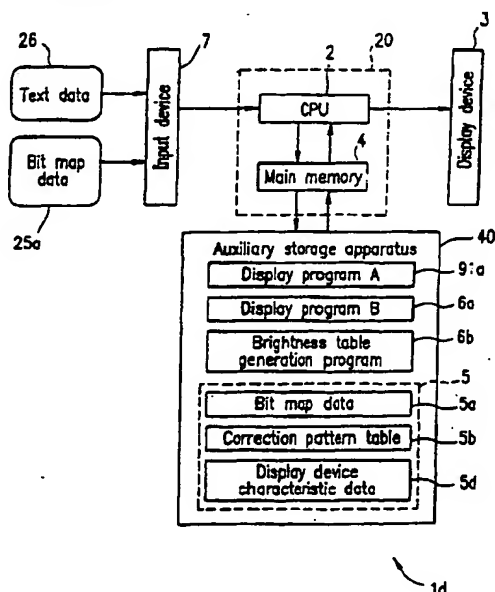 26
7
2
20
3
Text data
Input device
CPU
Display device
4
Bit map
data
Main memory
25a
40
Auxiliary storage apparatus
Display program A
9:a
Display program B
6a
Brightness table
generation program
6b
5
Bit map data
5a
Correction pattern table
5b
Display device
characteristic data
5d
1d